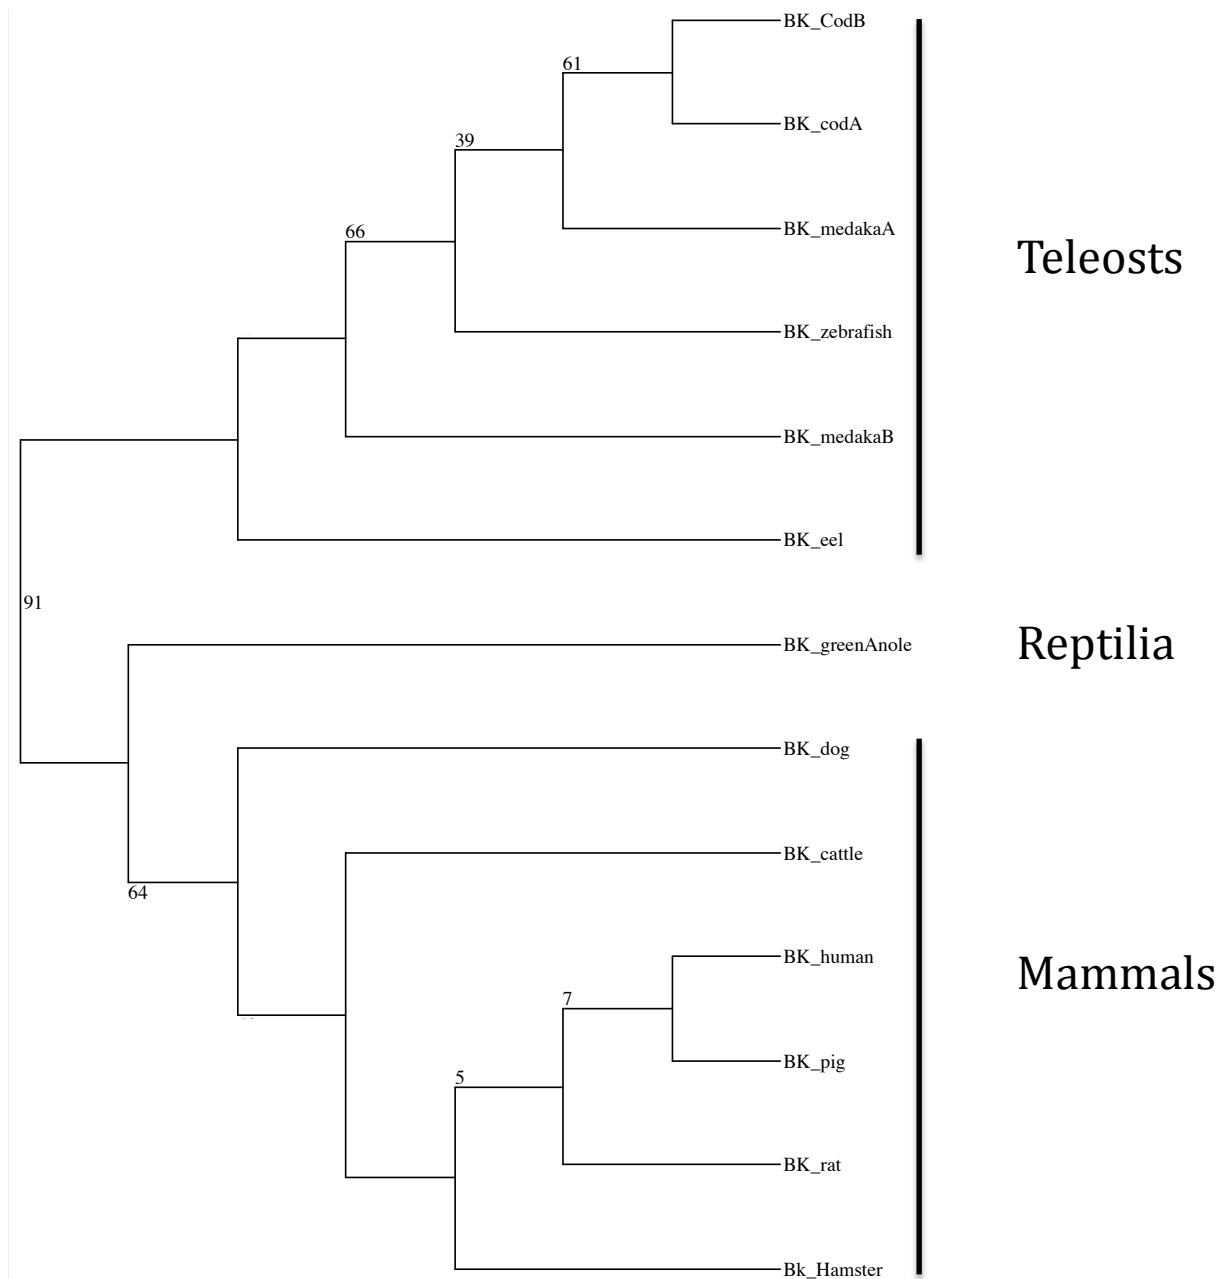 BK_CodB
61
BK_codA
39
BK_medakaA
66
Teleosts
BK_zebrafish
BK_medakaB
BK_eel
91
BK_greenAnole
Reptilia
BK_dog
BK_cattle
64
BK_human
Mammals
7
BK_pig
5
BK_rat
Bk_Hamster